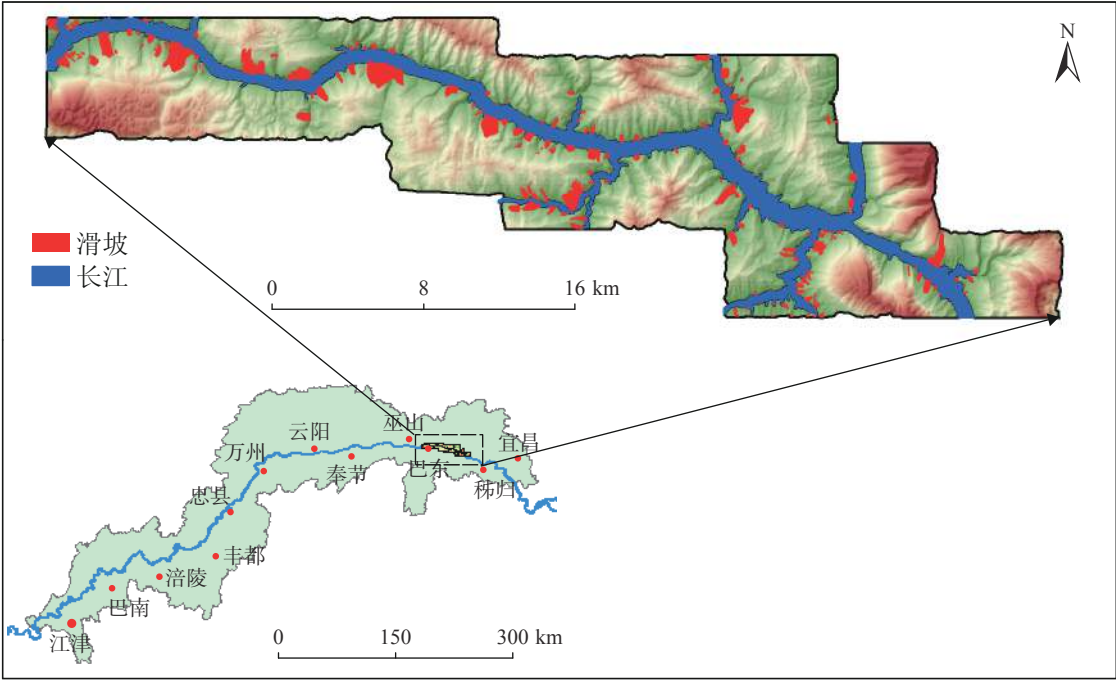 N
滑坡
长江
0 8 16 km
巫山
云阳
宜昌
万州
奉节
巴东
秭归
忠县
丰都
涪陵
巴南
江津
0 150 300 km